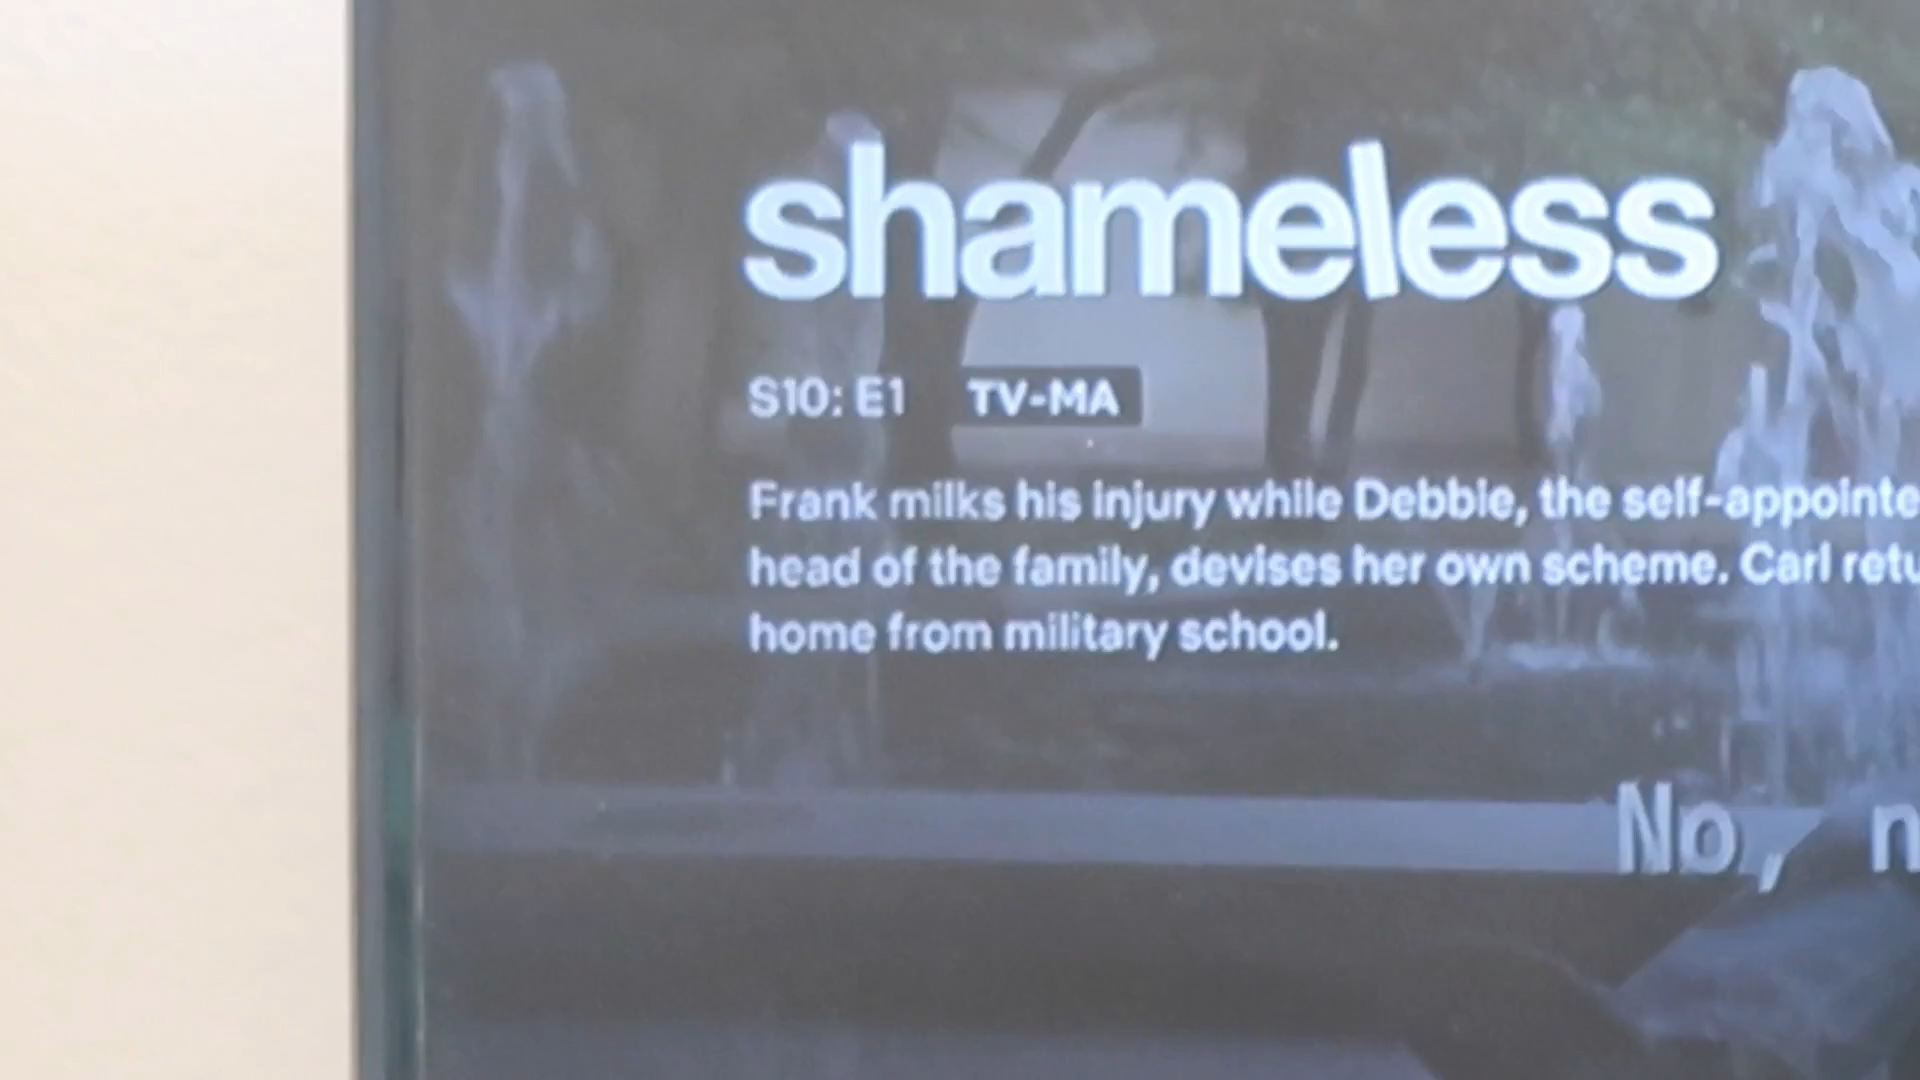 shameless
S10: E1 TV-MA
Frank milks his injury while Debbie, the self-appointe
head of the family, devises her own scheme. Carl retu
home from military school.
No, n